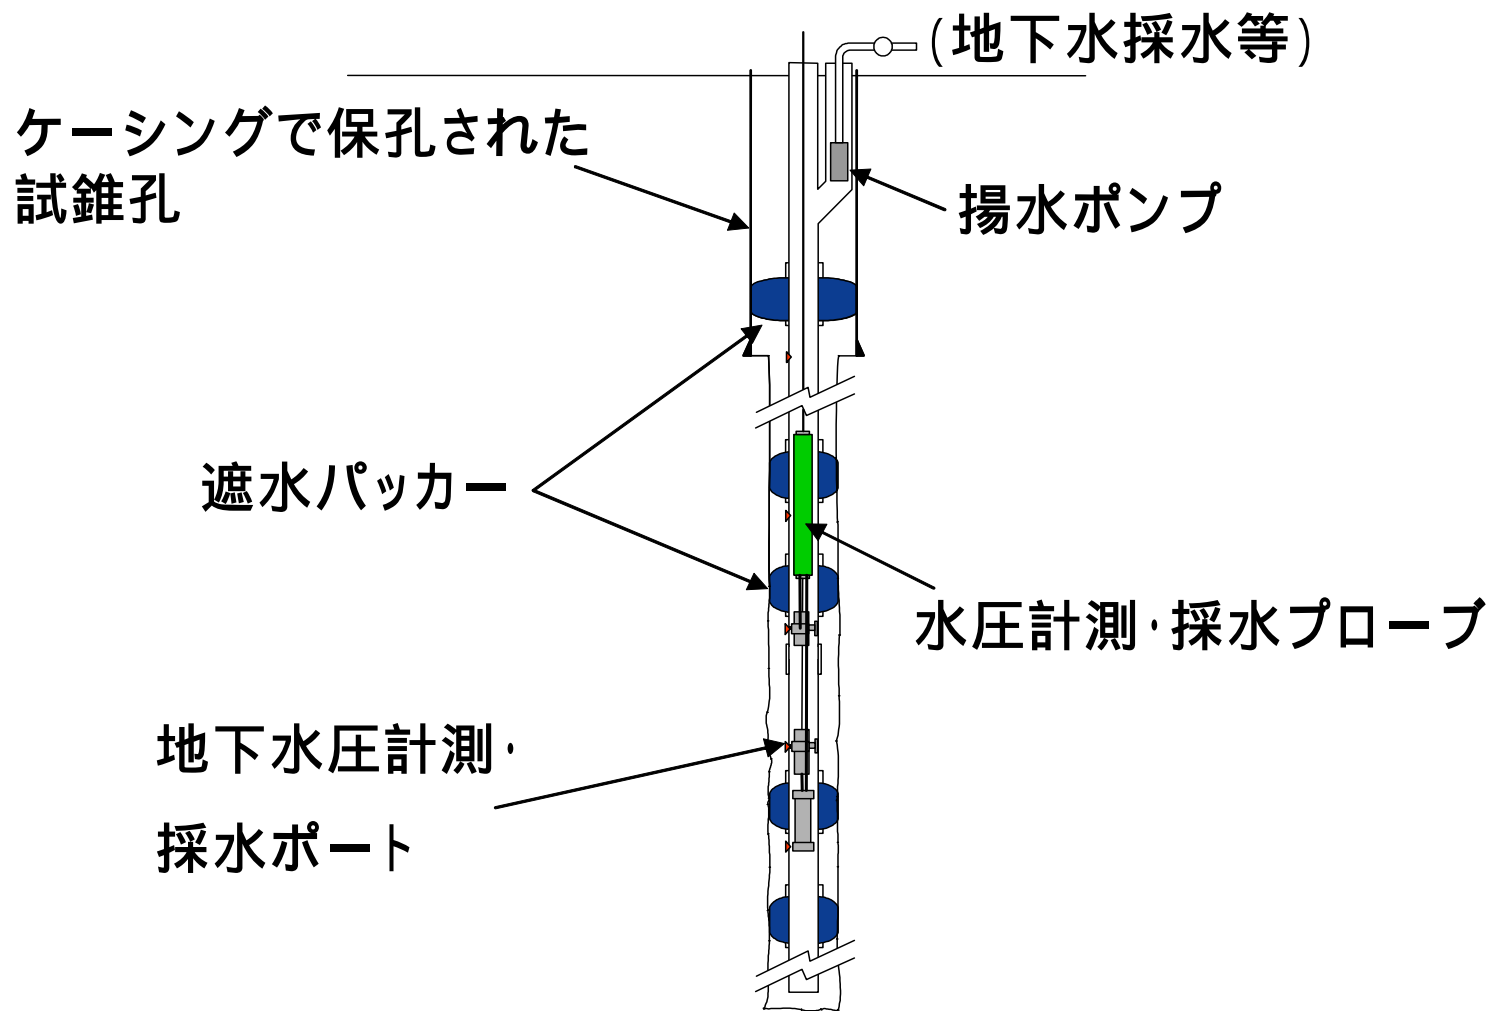 (地下水採水等)
ケーシングで保孔された
試錐孔
揚水ポンプ
遮水パッカー
水圧計測･採水プローブ
地下水圧計測･
採水ポート